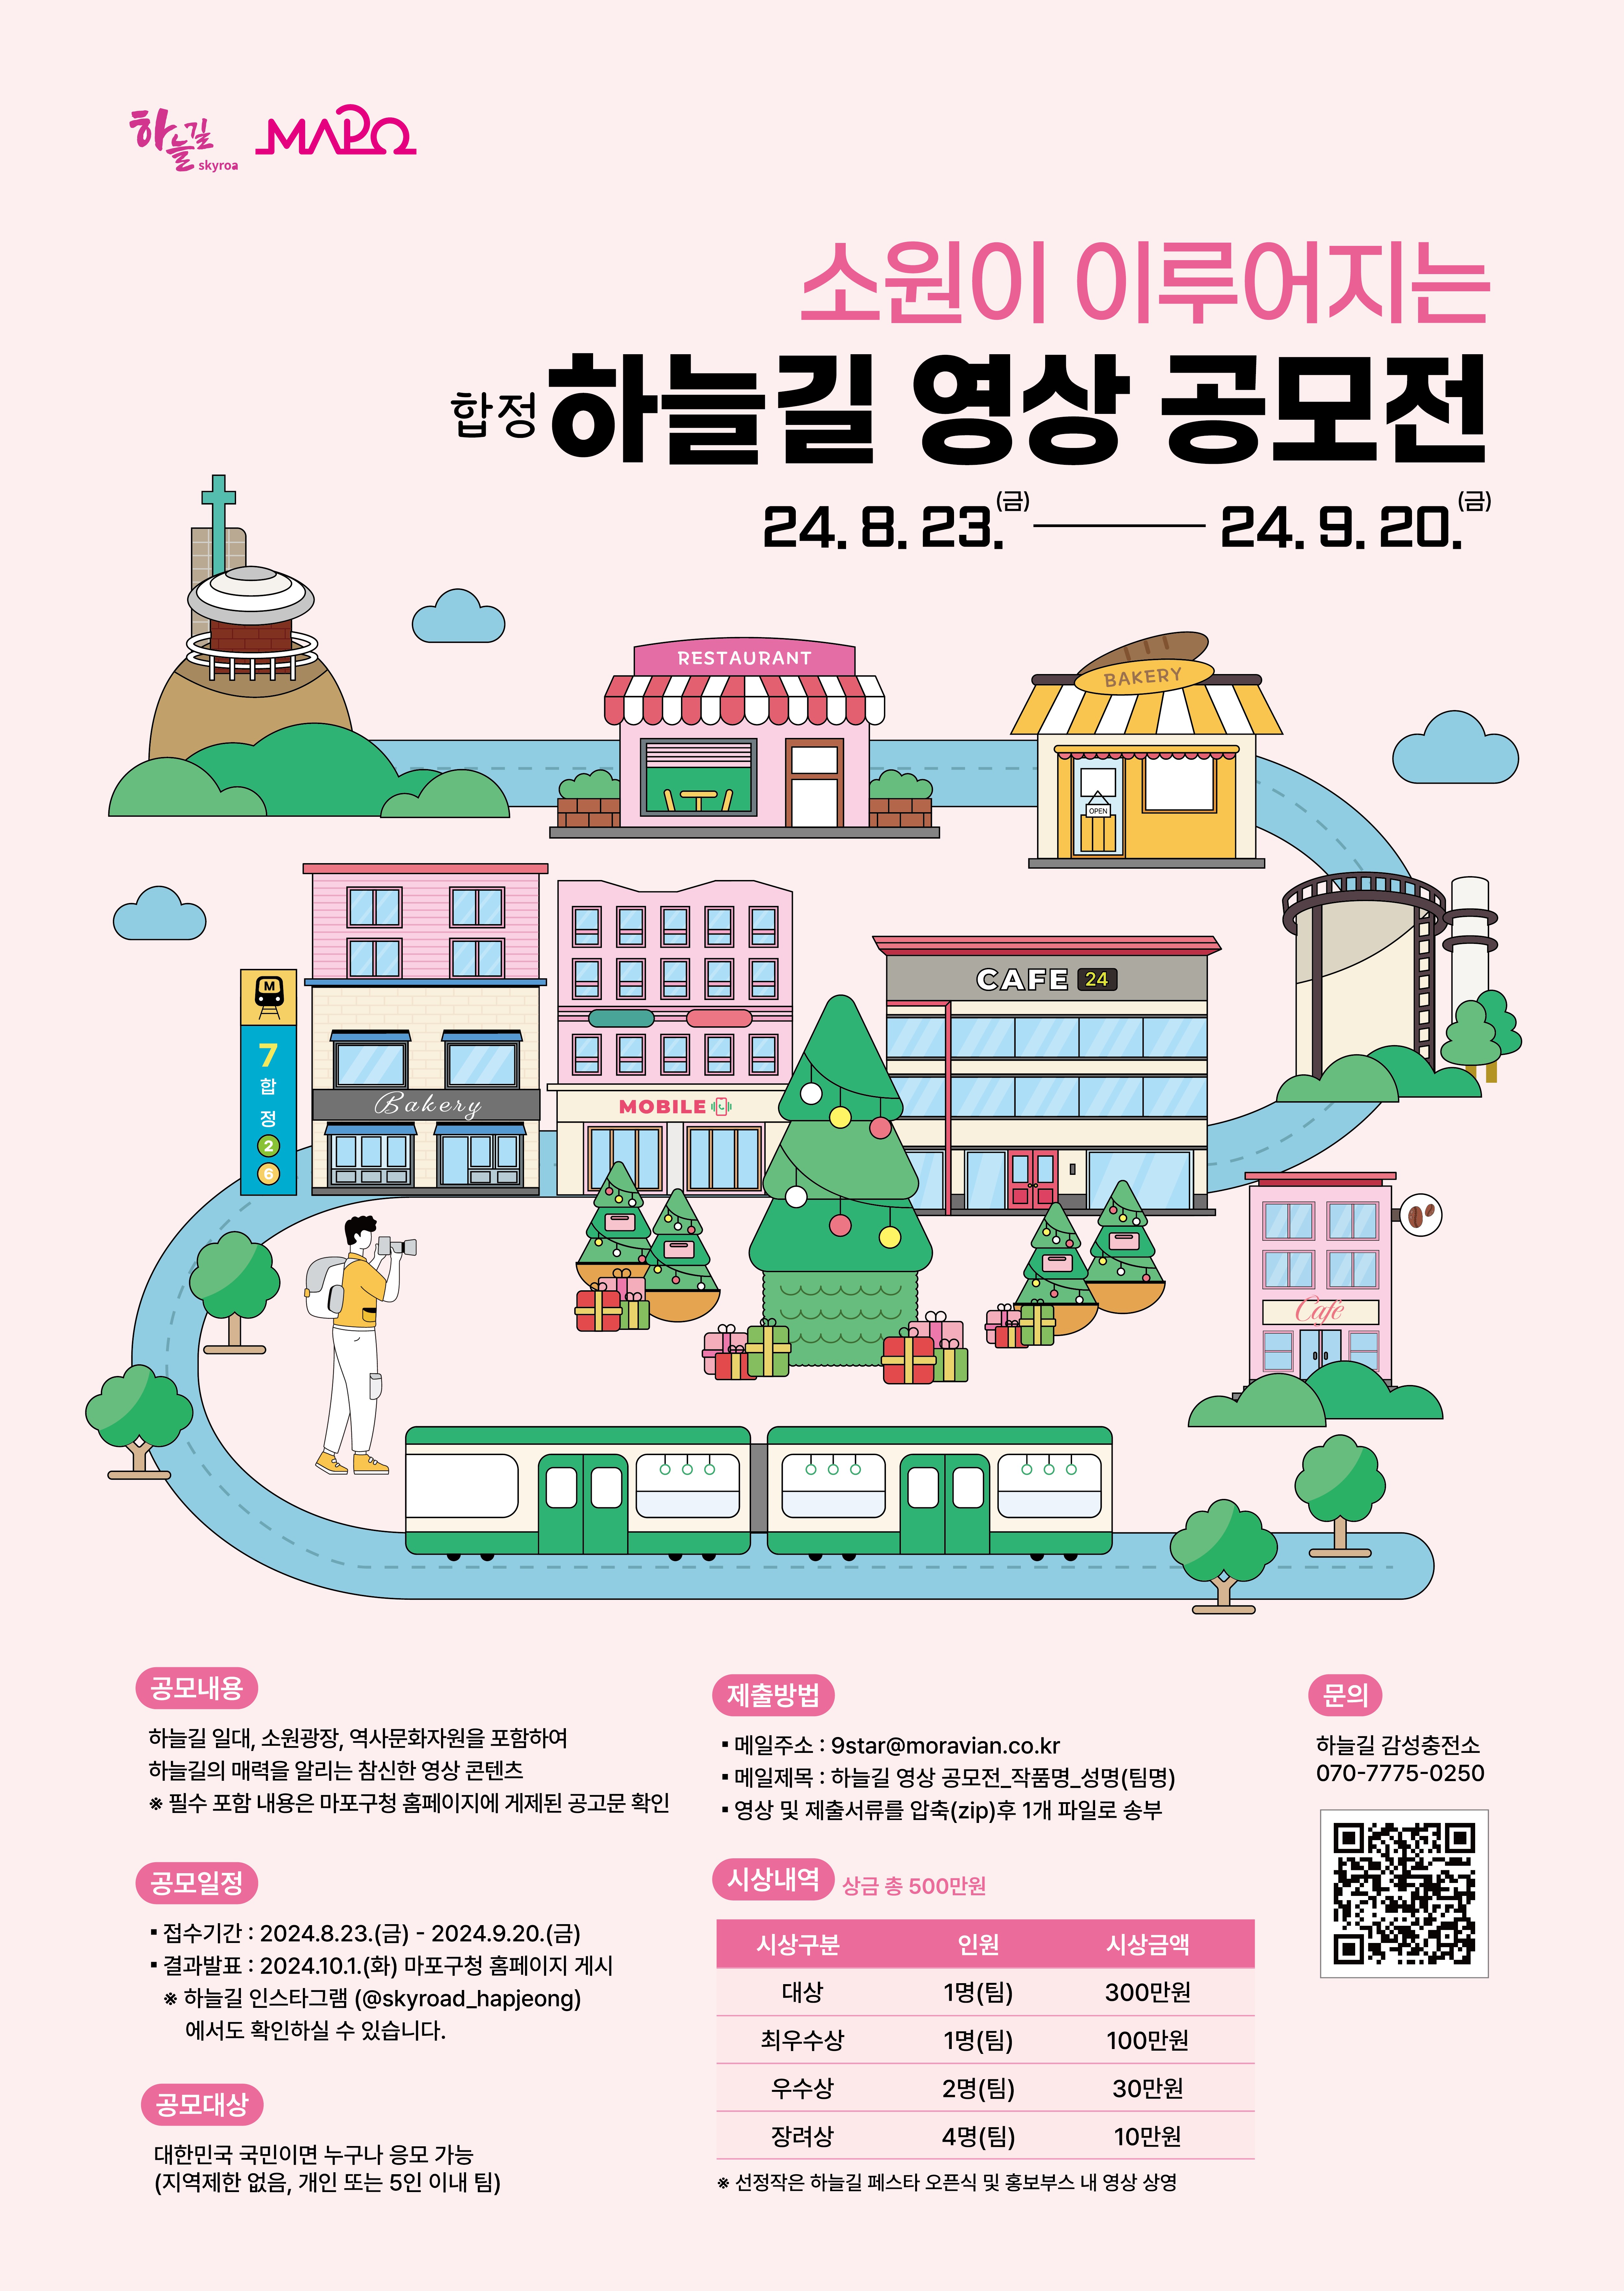 하늘길
skyroa
MAPO
소원이 이루어지는
합정 하늘길 영상 공모전
24. 8. 23.(금) 24. 9. 20.(금)
RESTAURANT
BAKERY
OPEN
M
7
합
정
2
6
Bakery
MOBILE
CAFE 24
Café
공모내용
하늘길 일대, 소원광장, 역사문화자원을 포함하여
하늘길의 매력을 알리는 참신한 영상 콘텐츠
※ 필수 포함 내용은 마포구청 홈페이지에 게제된 공고문 확인
공모일정
▪ 접수기간 : 2024.8.23.(금) - 2024.9.20.(금)
▪ 결과발표 : 2024.10.1.(화) 마포구청 홈페이지 게시
※ 하늘길 인스타그램 (@skyroad_hapjeong)
에서도 확인하실 수 있습니다.
공모대상
대한민국 국민이면 누구나 응모 가능
(지역제한 없음, 개인 또는 5인 이내 팀)
제출방법
▪ 메일주소 : 9star@moravian.co.kr
▪ 메일제목 : 하늘길 영상 공모전_작품명_성명(팀명)
▪ 영상 및 제출서류를 압축(zip)후 1개 파일로 송부
시상내역 상금 총 500만원
시상구분 인원 시상금액
대상 1명(팀) 300만원
최우수상 1명(팀) 100만원
우수상 2명(팀) 30만원
장려상 4명(팀) 10만원
※ 선정작은 하늘길 페스타 오픈식 및 홍보부스 내 영상 상영
문의
하늘길 감성충전소
070-7775-0250